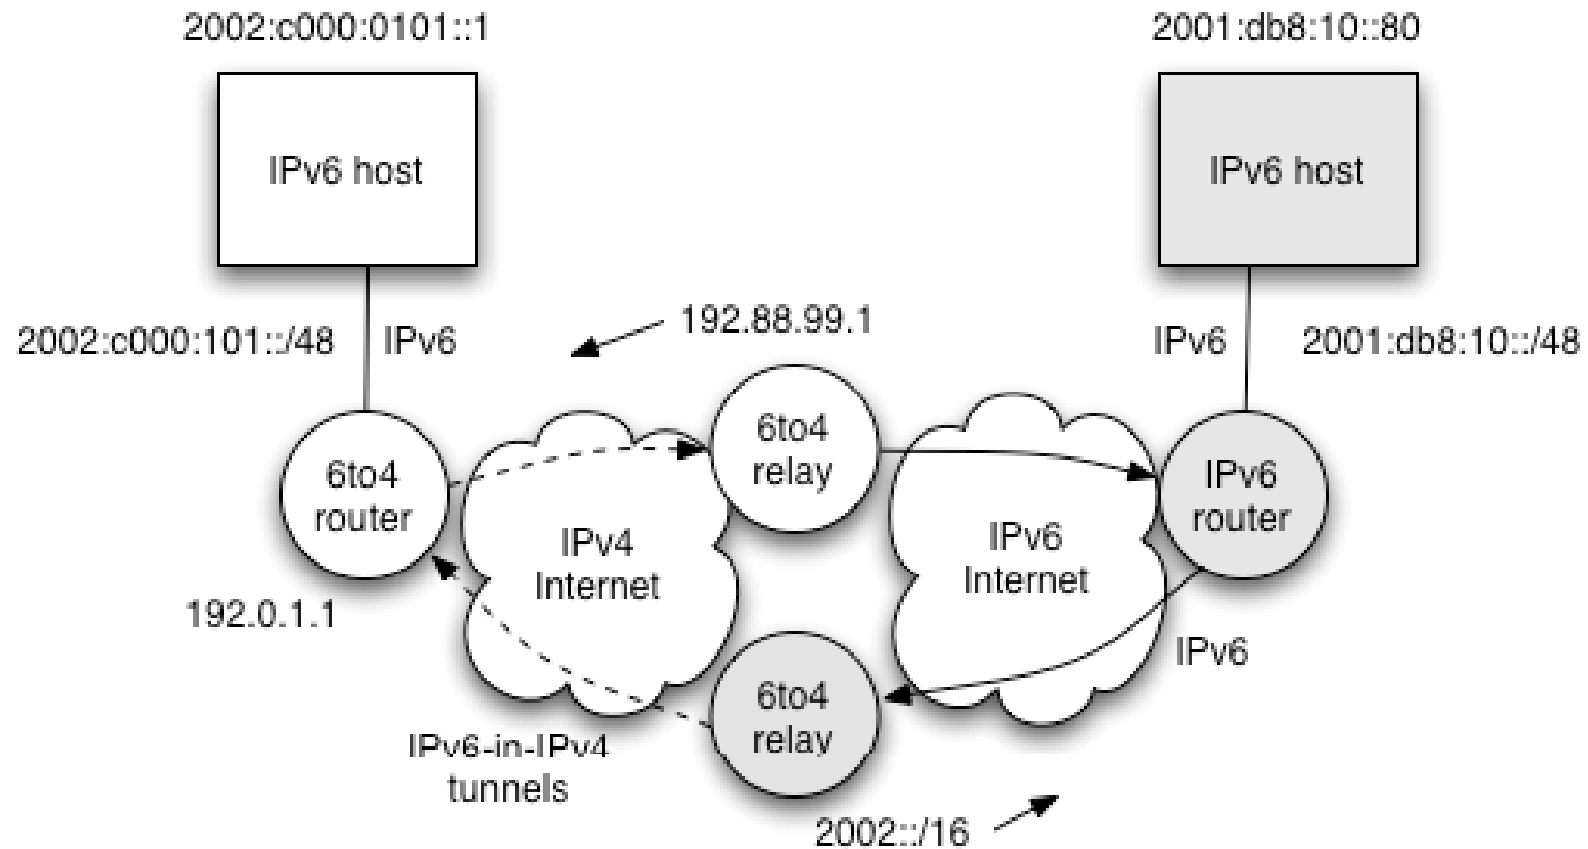 2002:c000:0101::1
2001:db8:10::80
IPv6 host
IPv6 host
192.88.99.1
2002:c000:101::/48
IPv6
IPv6
2001:db8:10::/48
6to4
relay
6to4
router
IPv6
router
IPv4
Internet
IPv6
Internet
192.0.1.1
IPv6
6to4
relay
IPv6-in-IPv4
tunnels
2002::/16